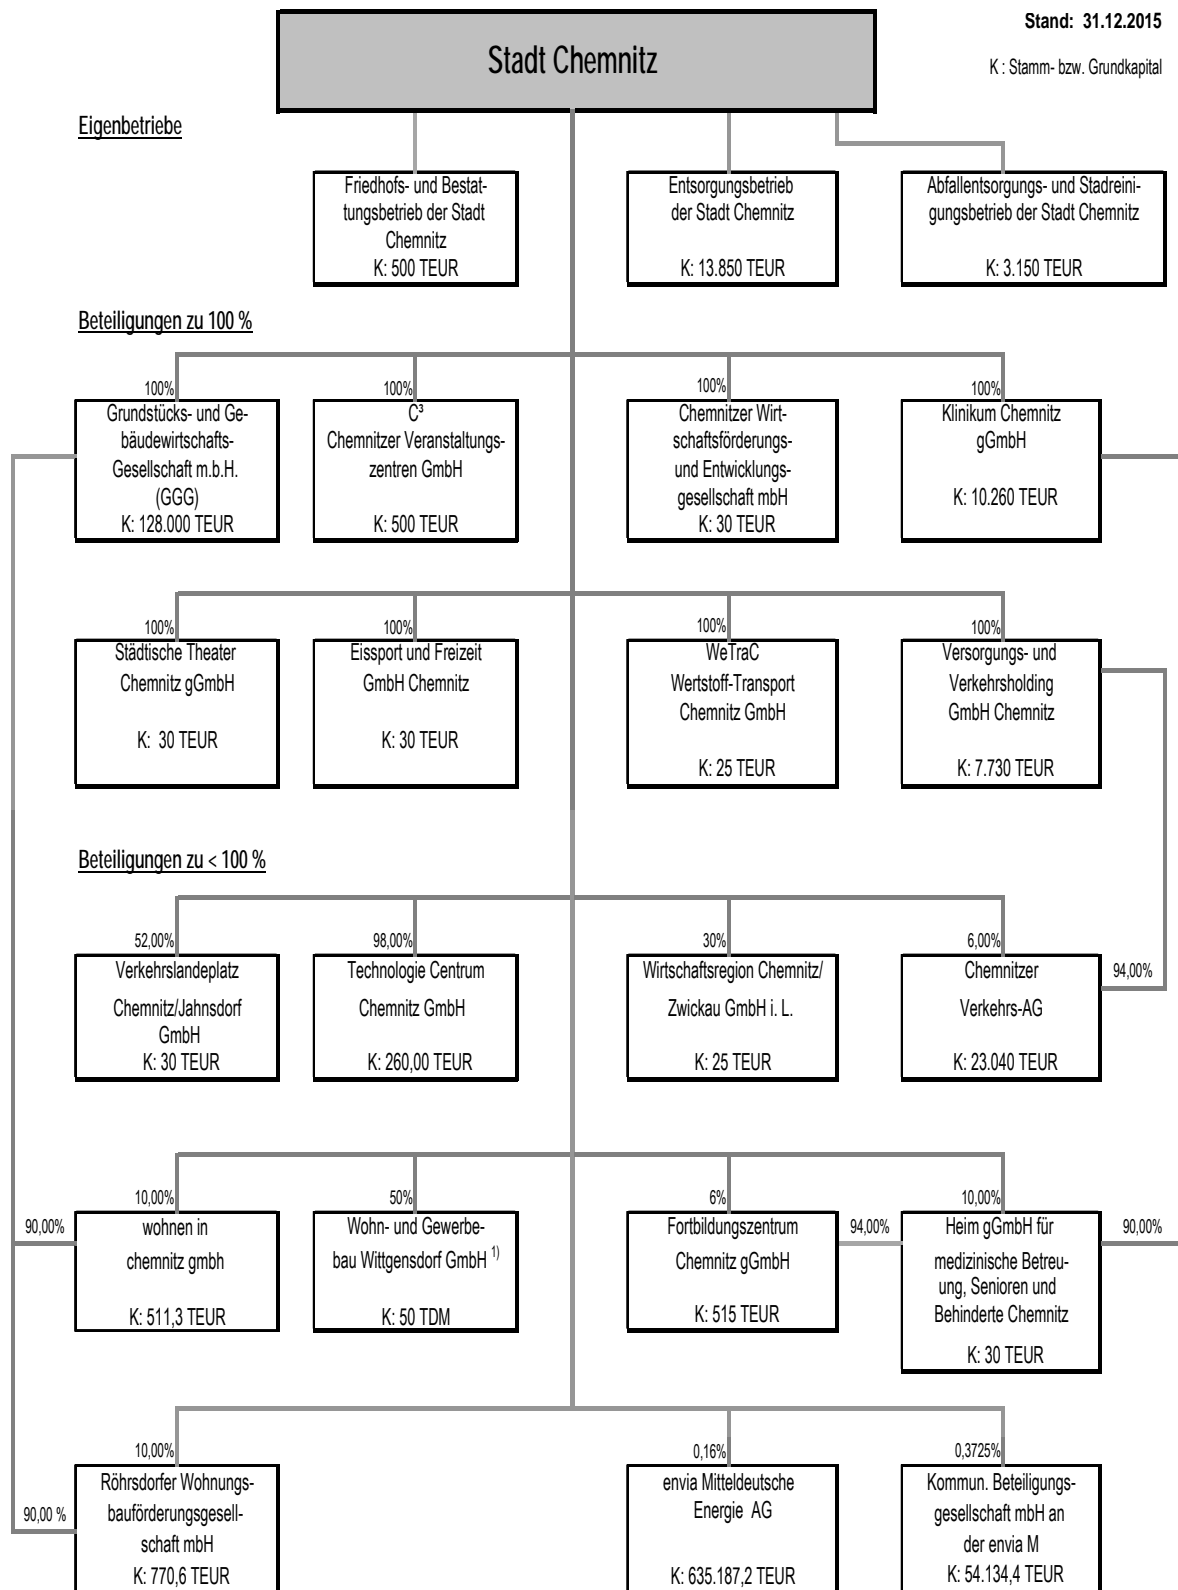 Stand: 31.12.2015
Stadt Chemnitz
K : Stamm- bzw. Grundkapital
Eigenbetriebe
Friedhofs- und Bestat-
tungsbetrieb der Stadt
Chemnitz
K: 500 TEUR
Entsorgungsbetrieb
der Stadt Chemnitz
K: 13.850 TEUR
Abfallentsorgungs- und Stadreini-
gungsbetrieb der Stadt Chemnitz
K: 3.150 TEUR
Beteiligungen zu 100 %
100%
Grundstücks- und Ge-
bäudewirtschafts-
Gesellschaft m.b.H.
(GGG)
K: 128.000 TEUR
100%
C³
Chemnitzer Veranstaltungs-
zentren GmbH
K: 500 TEUR
100%
Chemnitzer Wirt-
schaftsförderungs-
und Entwicklungs-
gesellschaft mbH
K: 30 TEUR
100%
Klinikum Chemnitz
gGmbH
K: 10.260 TEUR
100%
Städtische Theater
Chemnitz gGmbH
K: 30 TEUR
100%
Eissport und Freizeit
GmbH Chemnitz
K: 30 TEUR
100%
WeTraC
Wertstoff-Transport
Chemnitz GmbH
K: 25 TEUR
100%
Versorgungs- und
Verkehrsholding
GmbH Chemnitz
K: 7.730 TEUR
Beteiligungen zu < 100 %
52,00%
Verkehrslandeplatz
Chemnitz/Jahnsdorf
GmbH
K: 30 TEUR
98,00%
Technologie Centrum
Chemnitz GmbH
K: 260,00 TEUR
30%
Wirtschaftsregion Chemnitz/
Zwickau GmbH i. L.
K: 25 TEUR
6,00%
Chemnitzer
Verkehrs-AG
K: 23.040 TEUR
94,00%
90,00%
10,00%
wohnen in
chemnitz gmbh
K: 511,3 TEUR
50%
Wohn- und Gewerbe-
bau Wittgensdorf GmbH ¹⁾
K: 50 TDM
6%
Fortbildungszentrum
Chemnitz gGmbH
K: 515 TEUR
94,00%
10,00%
Heim gGmbH für
medizinische Betreu-
ung, Senioren und
Behinderte Chemnitz
K: 30 TEUR
90,00%
90,00 %
10,00%
Röhrsdorfer Wohnungs-
bauförderungsgesell-
schaft mbH
K: 770,6 TEUR
0,16%
envia Mitteldeutsche
Energie AG
K: 635.187,2 TEUR
0,3725%
Kommun. Beteiligungs-
gesellschaft mbH an
der envia M
K: 54.134,4 TEUR